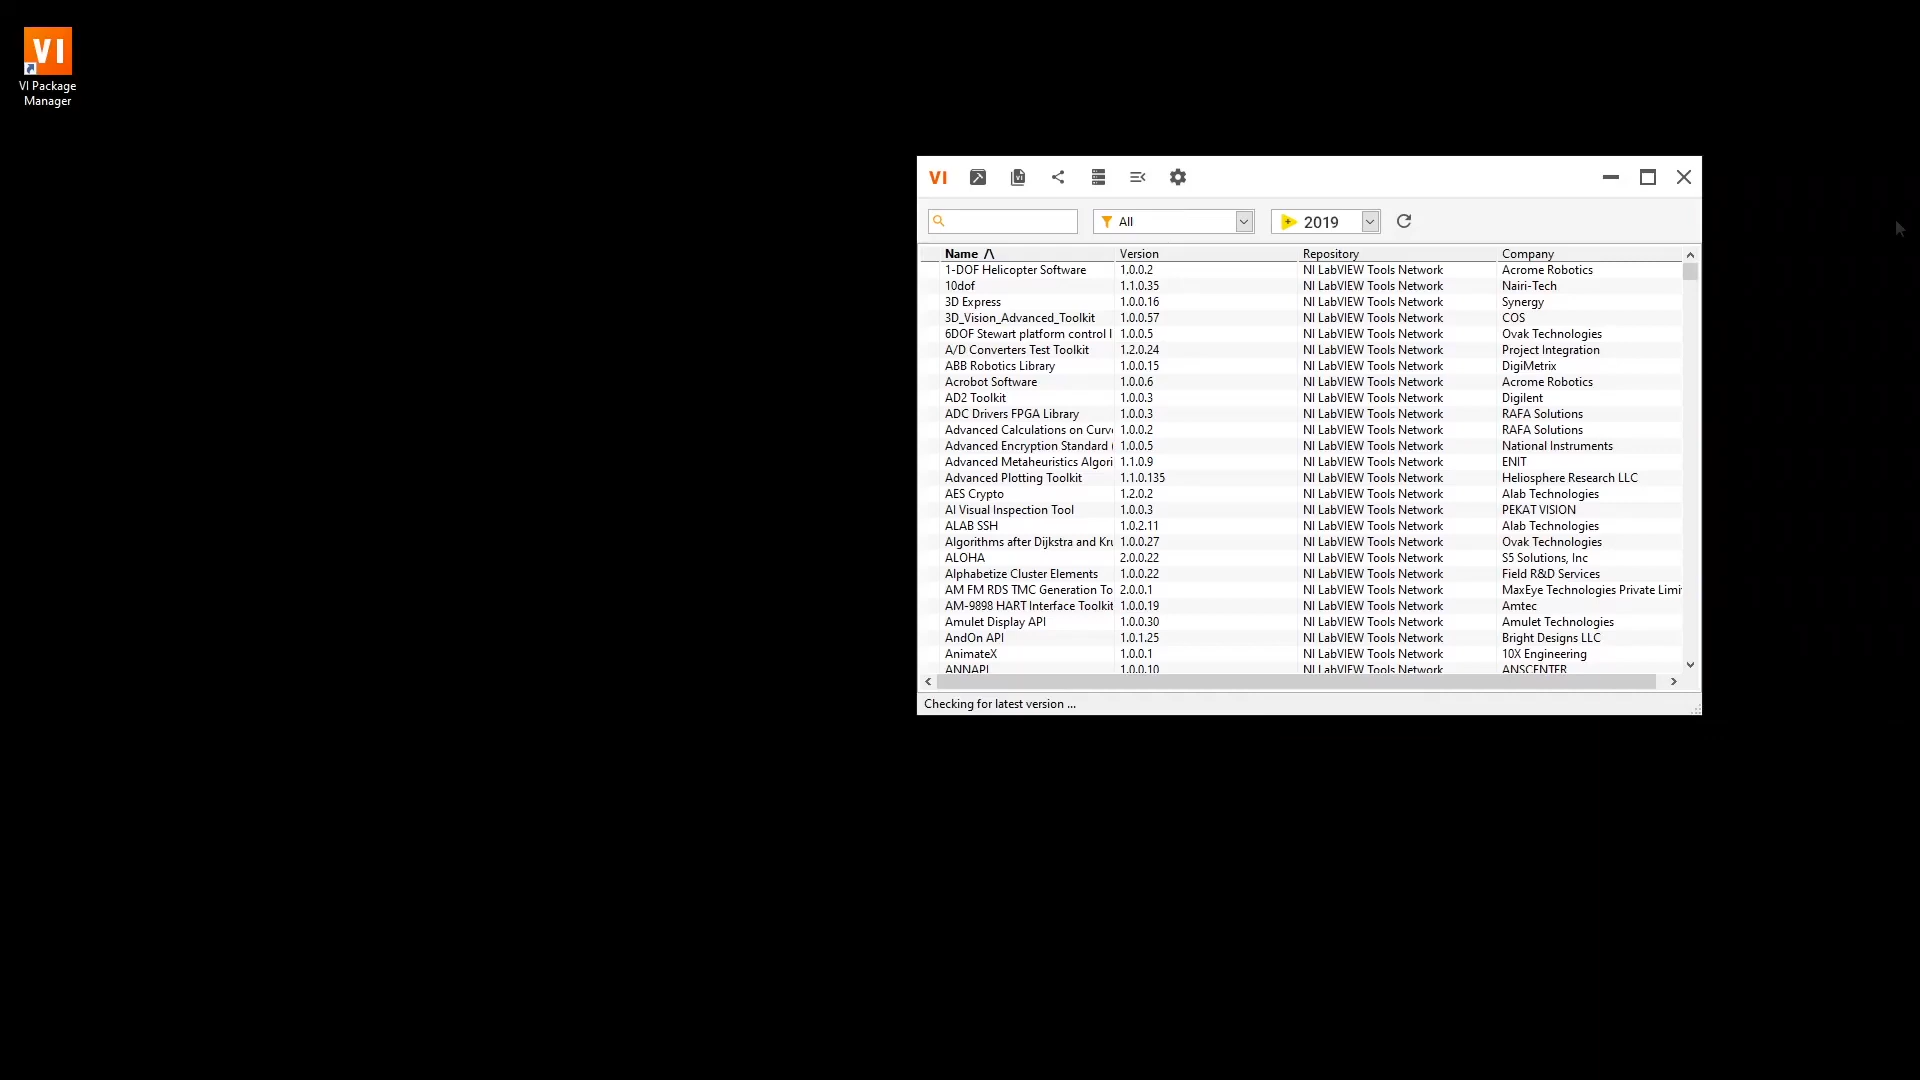 VI
VI Package
Manager
VI
All
2019
Name Version Repository Company
1-DOF Helicopter Software 1.0.0.2 NI LabVIEW Tools Network Acrome Robotics
10dof 1.1.0.35 NI LabVIEW Tools Network Nairi-Tech
3D Express 1.0.0.16 NI LabVIEW Tools Network Synergy
3D_Vision_Advanced_Toolkit 1.0.0.57 NI LabVIEW Tools Network COS
6DOF Stewart platform control l 1.0.0.5 NI LabVIEW Tools Network Ovak Technologies
A/D Converters Test Toolkit 1.2.0.24 NI LabVIEW Tools Network Project Integration
ABB Robotics Library 1.0.0.15 NI LabVIEW Tools Network DigiMetrix
Acrobot Software 1.0.0.6 NI LabVIEW Tools Network Acrome Robotics
AD2 Toolkit 1.0.0.3 NI LabVIEW Tools Network Digilent
ADC Drivers FPGA Library 1.0.0.3 NI LabVIEW Tools Network RAFA Solutions
Advanced Calculations on Curv 1.0.0.2 NI LabVIEW Tools Network RAFA Solutions
Advanced Encryption Standard ( 1.0.0.5 NI LabVIEW Tools Network National Instruments
Advanced Metaheuristics Algori 1.1.0.9 NI LabVIEW Tools Network ENIT
Advanced Plotting Toolkit 1.1.0.135 NI LabVIEW Tools Network Heliosphere Research LLC
AES Crypto 1.2.0.2 NI LabVIEW Tools Network Alab Technologies
AI Visual Inspection Tool 1.0.0.3 NI LabVIEW Tools Network PEKAT VISION
ALAB SSH 1.0.2.11 NI LabVIEW Tools Network Alab Technologies
Algorithms after Dijkstra and Kru 1.0.0.27 NI LabVIEW Tools Network Ovak Technologies
ALOHA 2.0.0.22 NI LabVIEW Tools Network S5 Solutions, Inc
Alphabetize Cluster Elements 1.0.0.22 NI LabVIEW Tools Network Field R&D Services
AM FM RDS TMC Generation To 2.0.0.1 NI LabVIEW Tools Network MaxEye Technologies Private Limi
AM-9898 HART Interface Toolkit 1.0.0.19 NI LabVIEW Tools Network Amtec
Amulet Display API 1.0.0.30 NI LabVIEW Tools Network Amulet Technologies
AndOn API 1.0.1.25 NI LabVIEW Tools Network Bright Designs LLC
AnimateX 1.0.0.1 NI LabVIEW Tools Network 10X Engineering
ANNAPI 1.0.0.10 NI LabVIEW Tools Network ANSCENTER
Checking for latest version ...